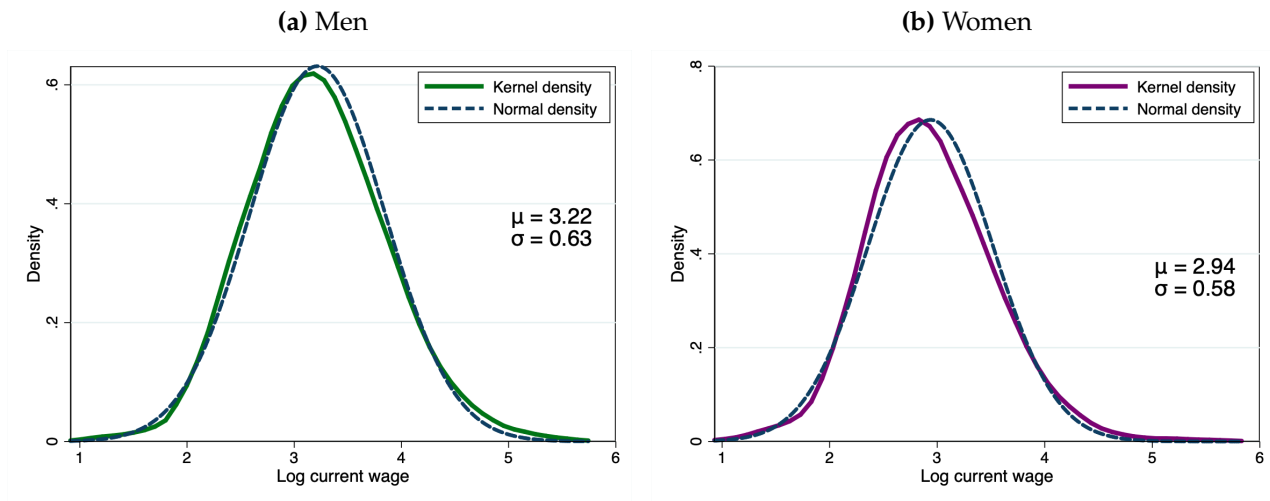 (a) Men
Kernel density
Normal density
.6
.4
.2
0
Density
μ = 3.22
σ = 0.63
1 2 3 4 5 6
Log current wage
(b) Women
Kernel density
Normal density
.8
.6
.4
.2
0
Density
μ = 2.94
σ = 0.58
1 2 3 4 5 6
Log current wage